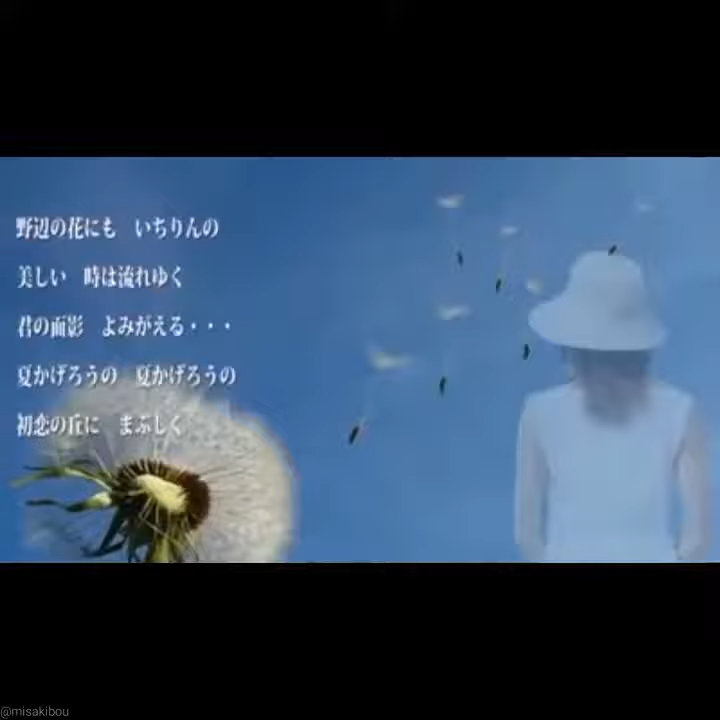 野辺の花にも　いちりんの
美しい　時は流れゆく
君の面影　よみがえる・・・
夏かげろうの　夏かげろうの
初恋の丘に　まぶしく
@misakibou